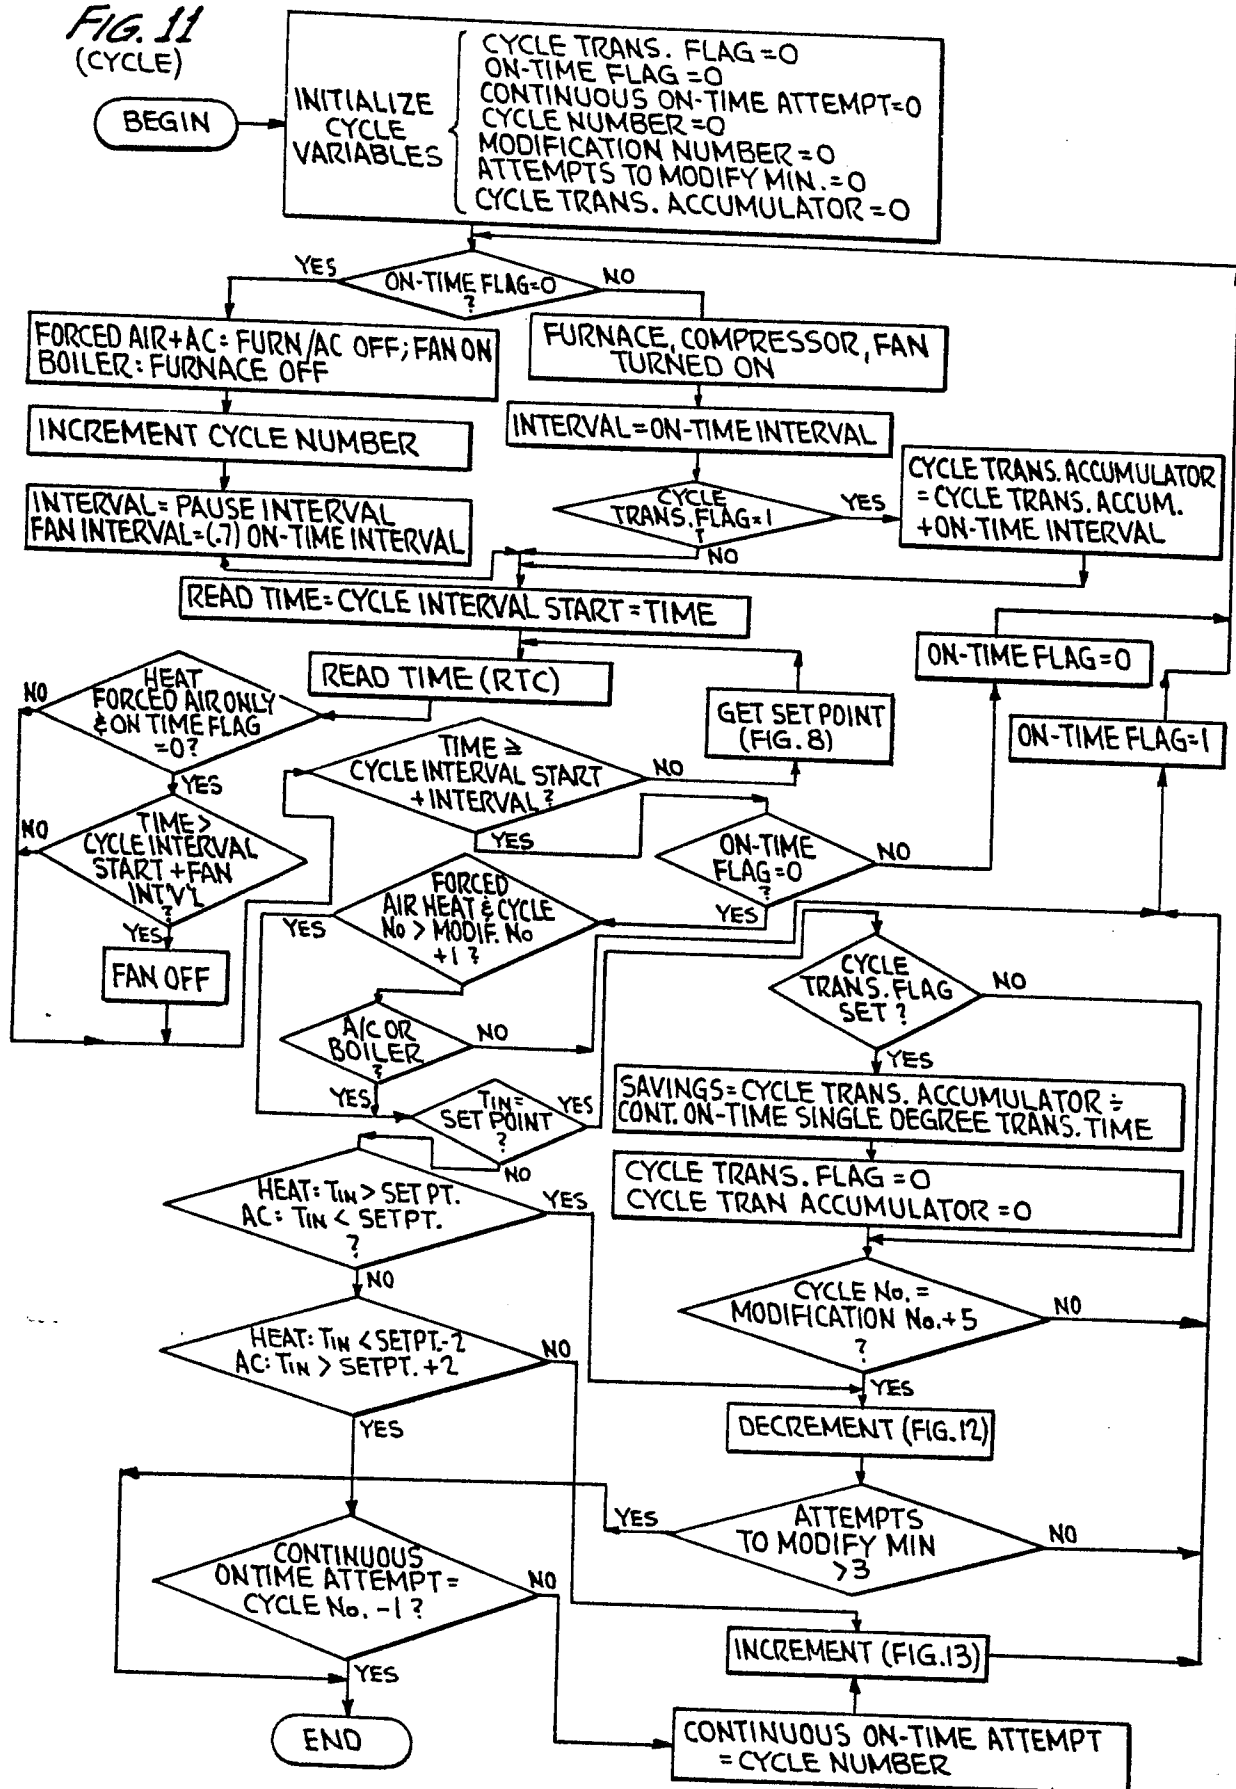 FIG. 11
(CYCLE)
BEGIN
INITIALIZE
CYCLE
VARIABLES
CYCLE TRANS. FLAG=0
ON-TIME FLAG=0
CONTINUOUS ON-TIME ATTEMPT=0
CYCLE NUMBER=0
MODIFICATION NUMBER=0
ATTEMPTS TO MODIFY MIN.=0
CYCLE TRANS. ACCUMULATOR=0
YES
ON-TIME FLAG=0
?
NO
FORCED AIR+AC: FURN/AC OFF; FAN ON
BOILER: FURNACE OFF
FURNACE, COMPRESSOR, FAN
TURNED ON
INCREMENT CYCLE NUMBER
INTERVAL=ON-TIME INTERVAL
INTERVAL=PAUSE INTERVAL
FAN INTERVAL=(.7) ON-TIME INTERVAL
CYCLE
TRANS. FLAG=1
?
YES
NO
CYCLE TRANS. ACCUMULATOR
=CYCLE TRANS. ACCUM.
+ON-TIME INTERVAL
READ TIME=CYCLE INTERVAL START=TIME
READ TIME (RTC)
ON-TIME FLAG=0
HEAT
FORCED AIR ONLY
& ON TIME FLAG
=0?
NO
YES
GET SET POINT
(FIG. 8)
ON-TIME FLAG=1
TIME ≥
CYCLE INTERVAL START
+INTERVAL?
NO
YES
TIME >
CYCLE INTERVAL
START+FAN
INT'V'L
?
NO
YES
FAN OFF
ON-TIME
FLAG=0
?
NO
YES
FORCED
AIR HEAT & CYCLE
No > MODIF. No
+1?
YES
CYCLE
TRANS. FLAG
SET?
NO
YES
A/C OR
BOILER
?
NO
YES
TIN=
SET POINT
?
YES
NO
SAVINGS=CYCLE TRANS. ACCUMULATOR ÷
CONT. ON-TIME SINGLE DEGREE TRANS. TIME
CYCLE TRANS. FLAG=0
CYCLE TRAN ACCUMULATOR=0
HEAT: TIN > SET PT.
AC: TIN < SETPT.
?
YES
NO
CYCLE No.=
MODIFICATION No.+5
?
NO
YES
HEAT: TIN < SETPT.-2
AC: TIN > SETPT.+2
NO
YES
DECREMENT (FIG.12)
ATTEMPTS
TO MODIFY MIN
>3
YES
NO
CONTINUOUS
ONTIME ATTEMPT=
CYCLE No.-1?
NO
YES
INCREMENT (FIG.13)
END
CONTINUOUS ON-TIME ATTEMPT
=CYCLE NUMBER